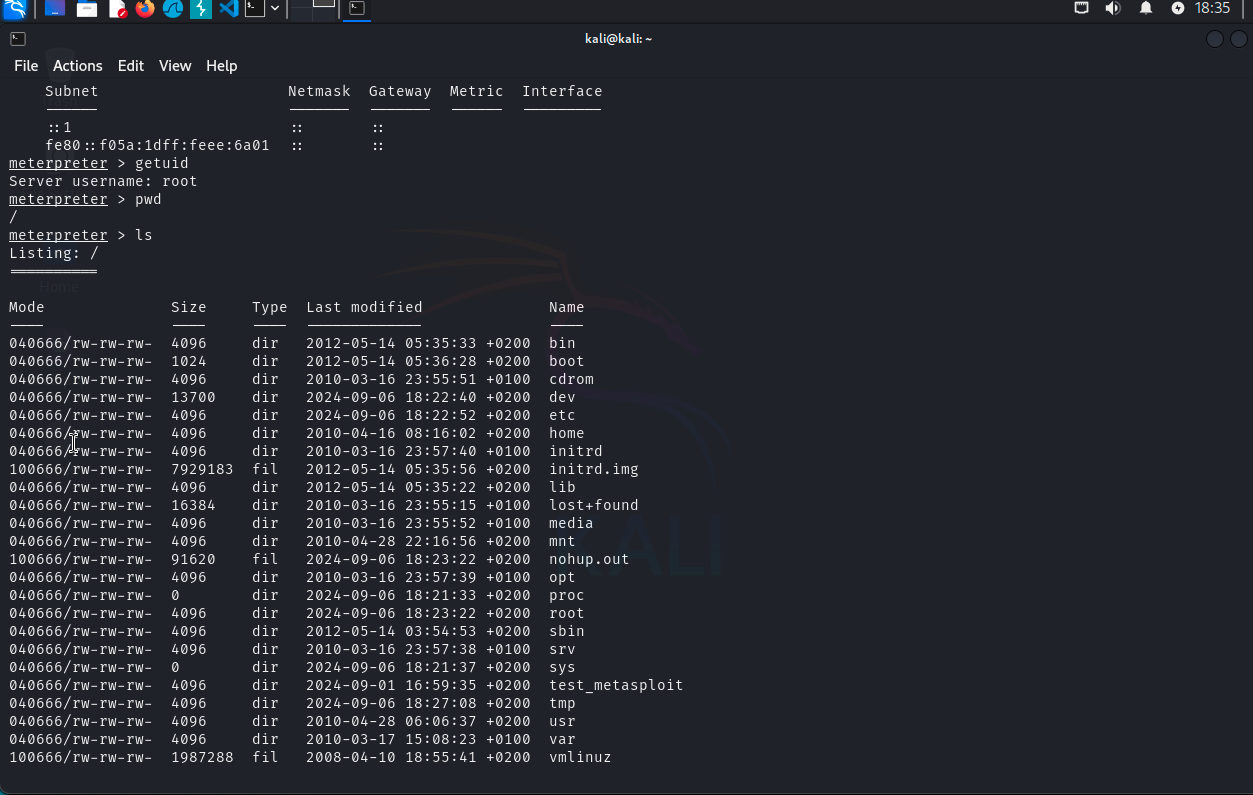 18:35
kali@kali: ~
File Actions Edit View Help
Subnet Netmask Gateway Metric Interface
------ ------- ------- ------ ---------
::1 :: ::
fe80::f05a:1dff:feee:6a01 :: ::
meterpreter > getuid
Server username: root
meterpreter > pwd
/
meterpreter > ls
Listing: /
==========
Home
Mode Size Type Last modified Name
---- ---- ---- ------------- ----
040666/rw-rw-rw- 4096 dir 2012-05-14 05:35:33 +0200 bin
040666/rw-rw-rw- 1024 dir 2012-05-14 05:36:28 +0200 boot
040666/rw-rw-rw- 4096 dir 2010-03-16 23:55:51 +0100 cdrom
040666/rw-rw-rw- 13700 dir 2024-09-06 18:22:40 +0200 dev
040666/rw-rw-rw- 4096 dir 2024-09-06 18:22:52 +0200 etc
040666/rw-rw-rw- 4096 dir 2010-04-16 08:16:02 +0200 home
040666/rw-rw-rw- 4096 dir 2010-03-16 23:57:40 +0100 initrd
100666/rw-rw-rw- 7929183 fil 2012-05-14 05:35:56 +0200 initrd.img
040666/rw-rw-rw- 4096 dir 2012-05-14 05:35:22 +0200 lib
040666/rw-rw-rw- 16384 dir 2010-03-16 23:55:15 +0100 lost+found
040666/rw-rw-rw- 4096 dir 2010-03-16 23:55:52 +0100 media
040666/rw-rw-rw- 4096 dir 2010-04-28 22:16:56 +0200 mnt
100666/rw-rw-rw- 91620 fil 2024-09-06 18:23:22 +0200 nohup.out
040666/rw-rw-rw- 4096 dir 2010-03-16 23:57:39 +0100 opt
040666/rw-rw-rw- 0 dir 2024-09-06 18:21:33 +0200 proc
040666/rw-rw-rw- 4096 dir 2024-09-06 18:23:22 +0200 root
040666/rw-rw-rw- 4096 dir 2012-05-14 03:54:53 +0200 sbin
040666/rw-rw-rw- 4096 dir 2010-03-16 23:57:38 +0100 srv
040666/rw-rw-rw- 0 dir 2024-09-06 18:21:37 +0200 sys
040666/rw-rw-rw- 4096 dir 2024-09-01 16:59:35 +0200 test_metasploit
040666/rw-rw-rw- 4096 dir 2024-09-06 18:27:08 +0200 tmp
040666/rw-rw-rw- 4096 dir 2010-04-28 06:06:37 +0200 usr
040666/rw-rw-rw- 4096 dir 2010-03-17 15:08:23 +0100 var
100666/rw-rw-rw- 1987288 fil 2008-04-10 18:55:41 +0200 vmlinuz
KALI